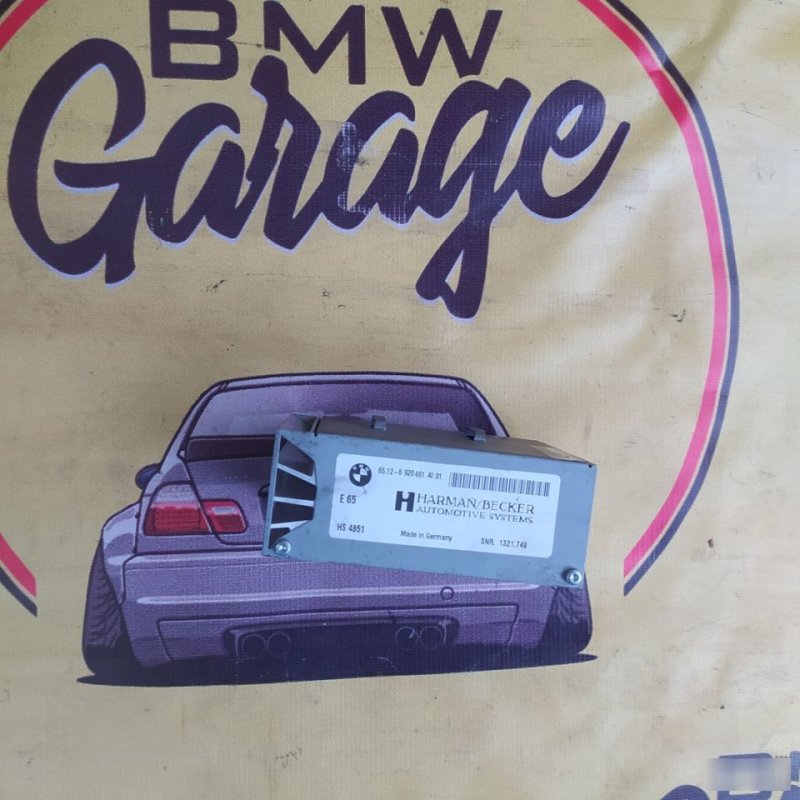 BMW
Garage
65.12-6 920 461 AI 01
E 65
H HARMAN/BECKER
AUTOMOTIVE SYSTEMS
HS 4851
Made in Germany
SNR. 1321.749